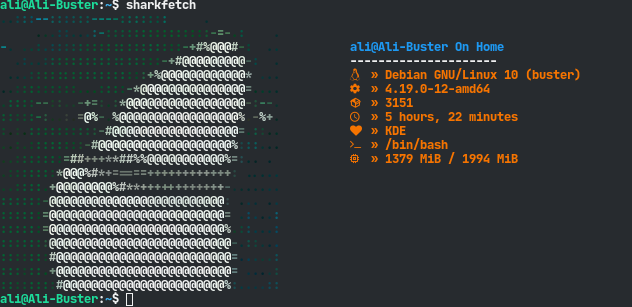 ali@Ali-Buster:~$ sharkfetch
ali@Ali-Buster On Home
---------------------
» Debian GNU/Linux 10 (buster)
» 4.19.0-12-amd64
» 3151
» 5 hours, 22 minutes
» KDE
» /bin/bash
» 1379 MiB / 1994 MiB
ali@Ali-Buster:~$